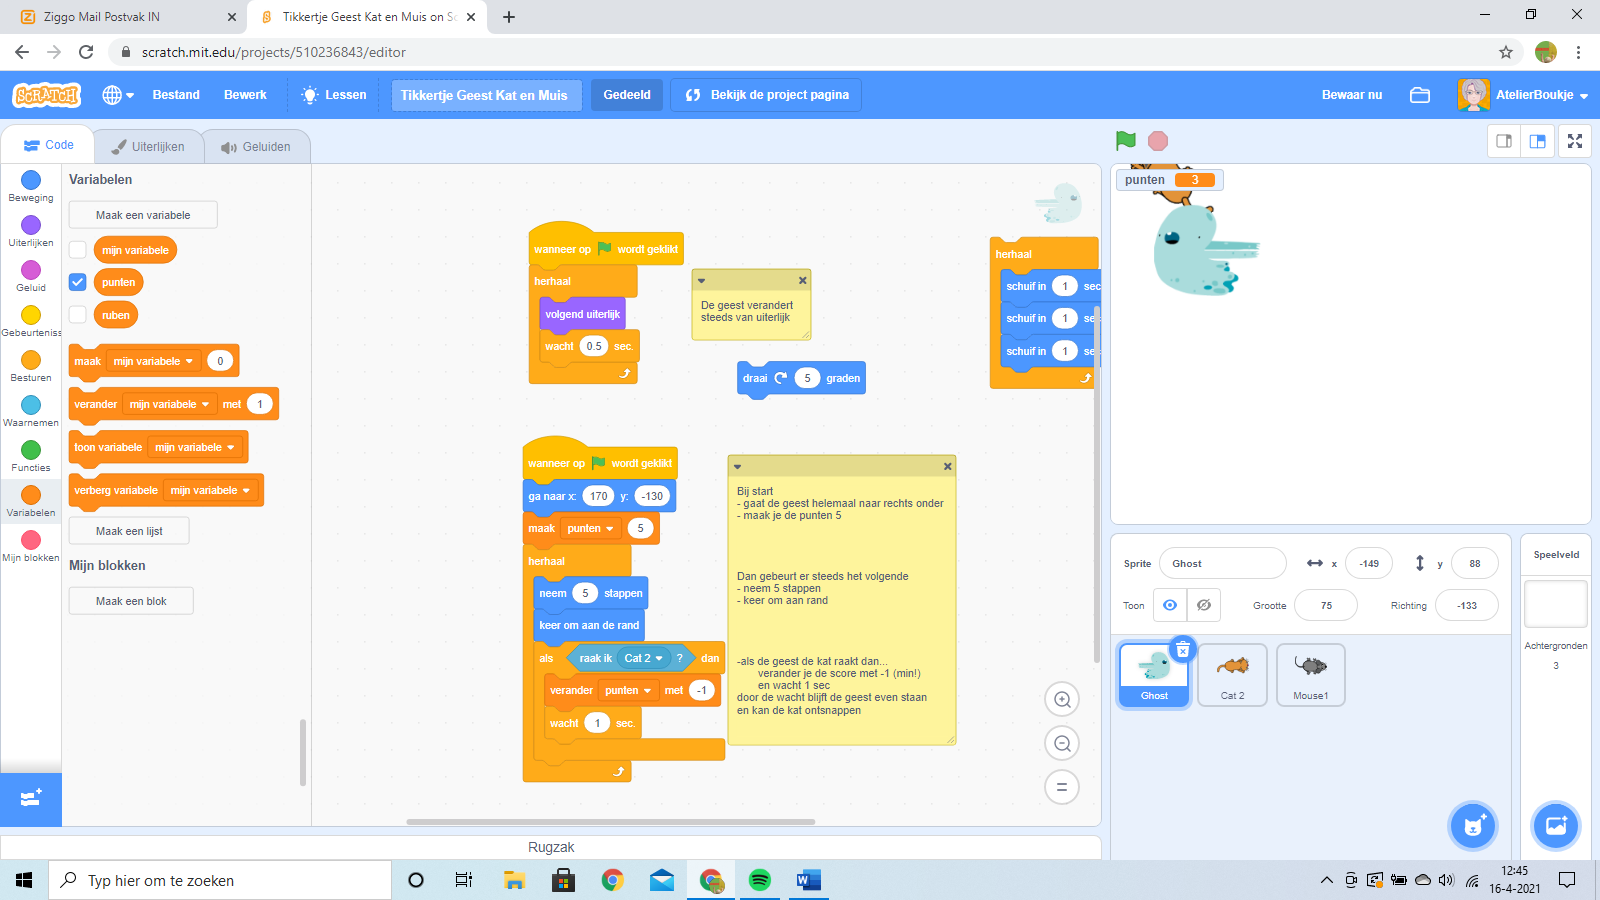 Ziggo Mail Postvak IN
Tikkertje Geest Kat en Muis on Sc
scratch.mit.edu/projects/510236843/editor
SCRATCH
Bestand
Bewerk
Lessen
Tikkertje Geest Kat en Muis
Gedeeld
Bekijk de project pagina
Bewaar nu
AtelierBoukje
Code
Uiterlijken
Geluiden
Beweging
Uiterlijken
Geluid
Gebeurteniss
Besturen
Waarnemen
Functies
Variabelen
Mijn blokken
Variabelen
Maak een variabele
mijn variabele
punten
ruben
maak mijn variabele 0
verander mijn variabele met 1
toon variabele mijn variabele
verberg variabele mijn variabele
Maak een lijst
Mijn blokken
Maak een blok
wanneer op wordt geklikt
herhaal
volgend uiterlijk
wacht 0.5 sec.
De geest verandert
steeds van uiterlijk
draai 5 graden
herhaal
schuif in 1 sec
schuif in 1 sec
schuif in 1 sec
wanneer op wordt geklikt
ga naar x: 170 y: -130
maak punten 5
herhaal
neem 5 stappen
keer om aan de rand
als raak ik Cat 2 ? dan
verander punten met -1
wacht 1 sec.
Bij start
- gaat de geest helemaal naar rechts onder
- maak je de punten 5
Dan gebeurt er steeds het volgende
- neem 5 stappen
- keer om aan rand
-als de geest de kat raakt dan...
verander je de score met -1 (min!)
en wacht 1 sec
door de wacht blijft de geest even staan
en kan de kat ontsnappen
Rugzak
punten 3
Sprite Ghost x -149 y 88
Toon Grootte 75 Richting -133
Ghost
Cat 2
Mouse1
Speelveld
Achtergronden
3
Typ hier om te zoeken
12:45
16-4-2021